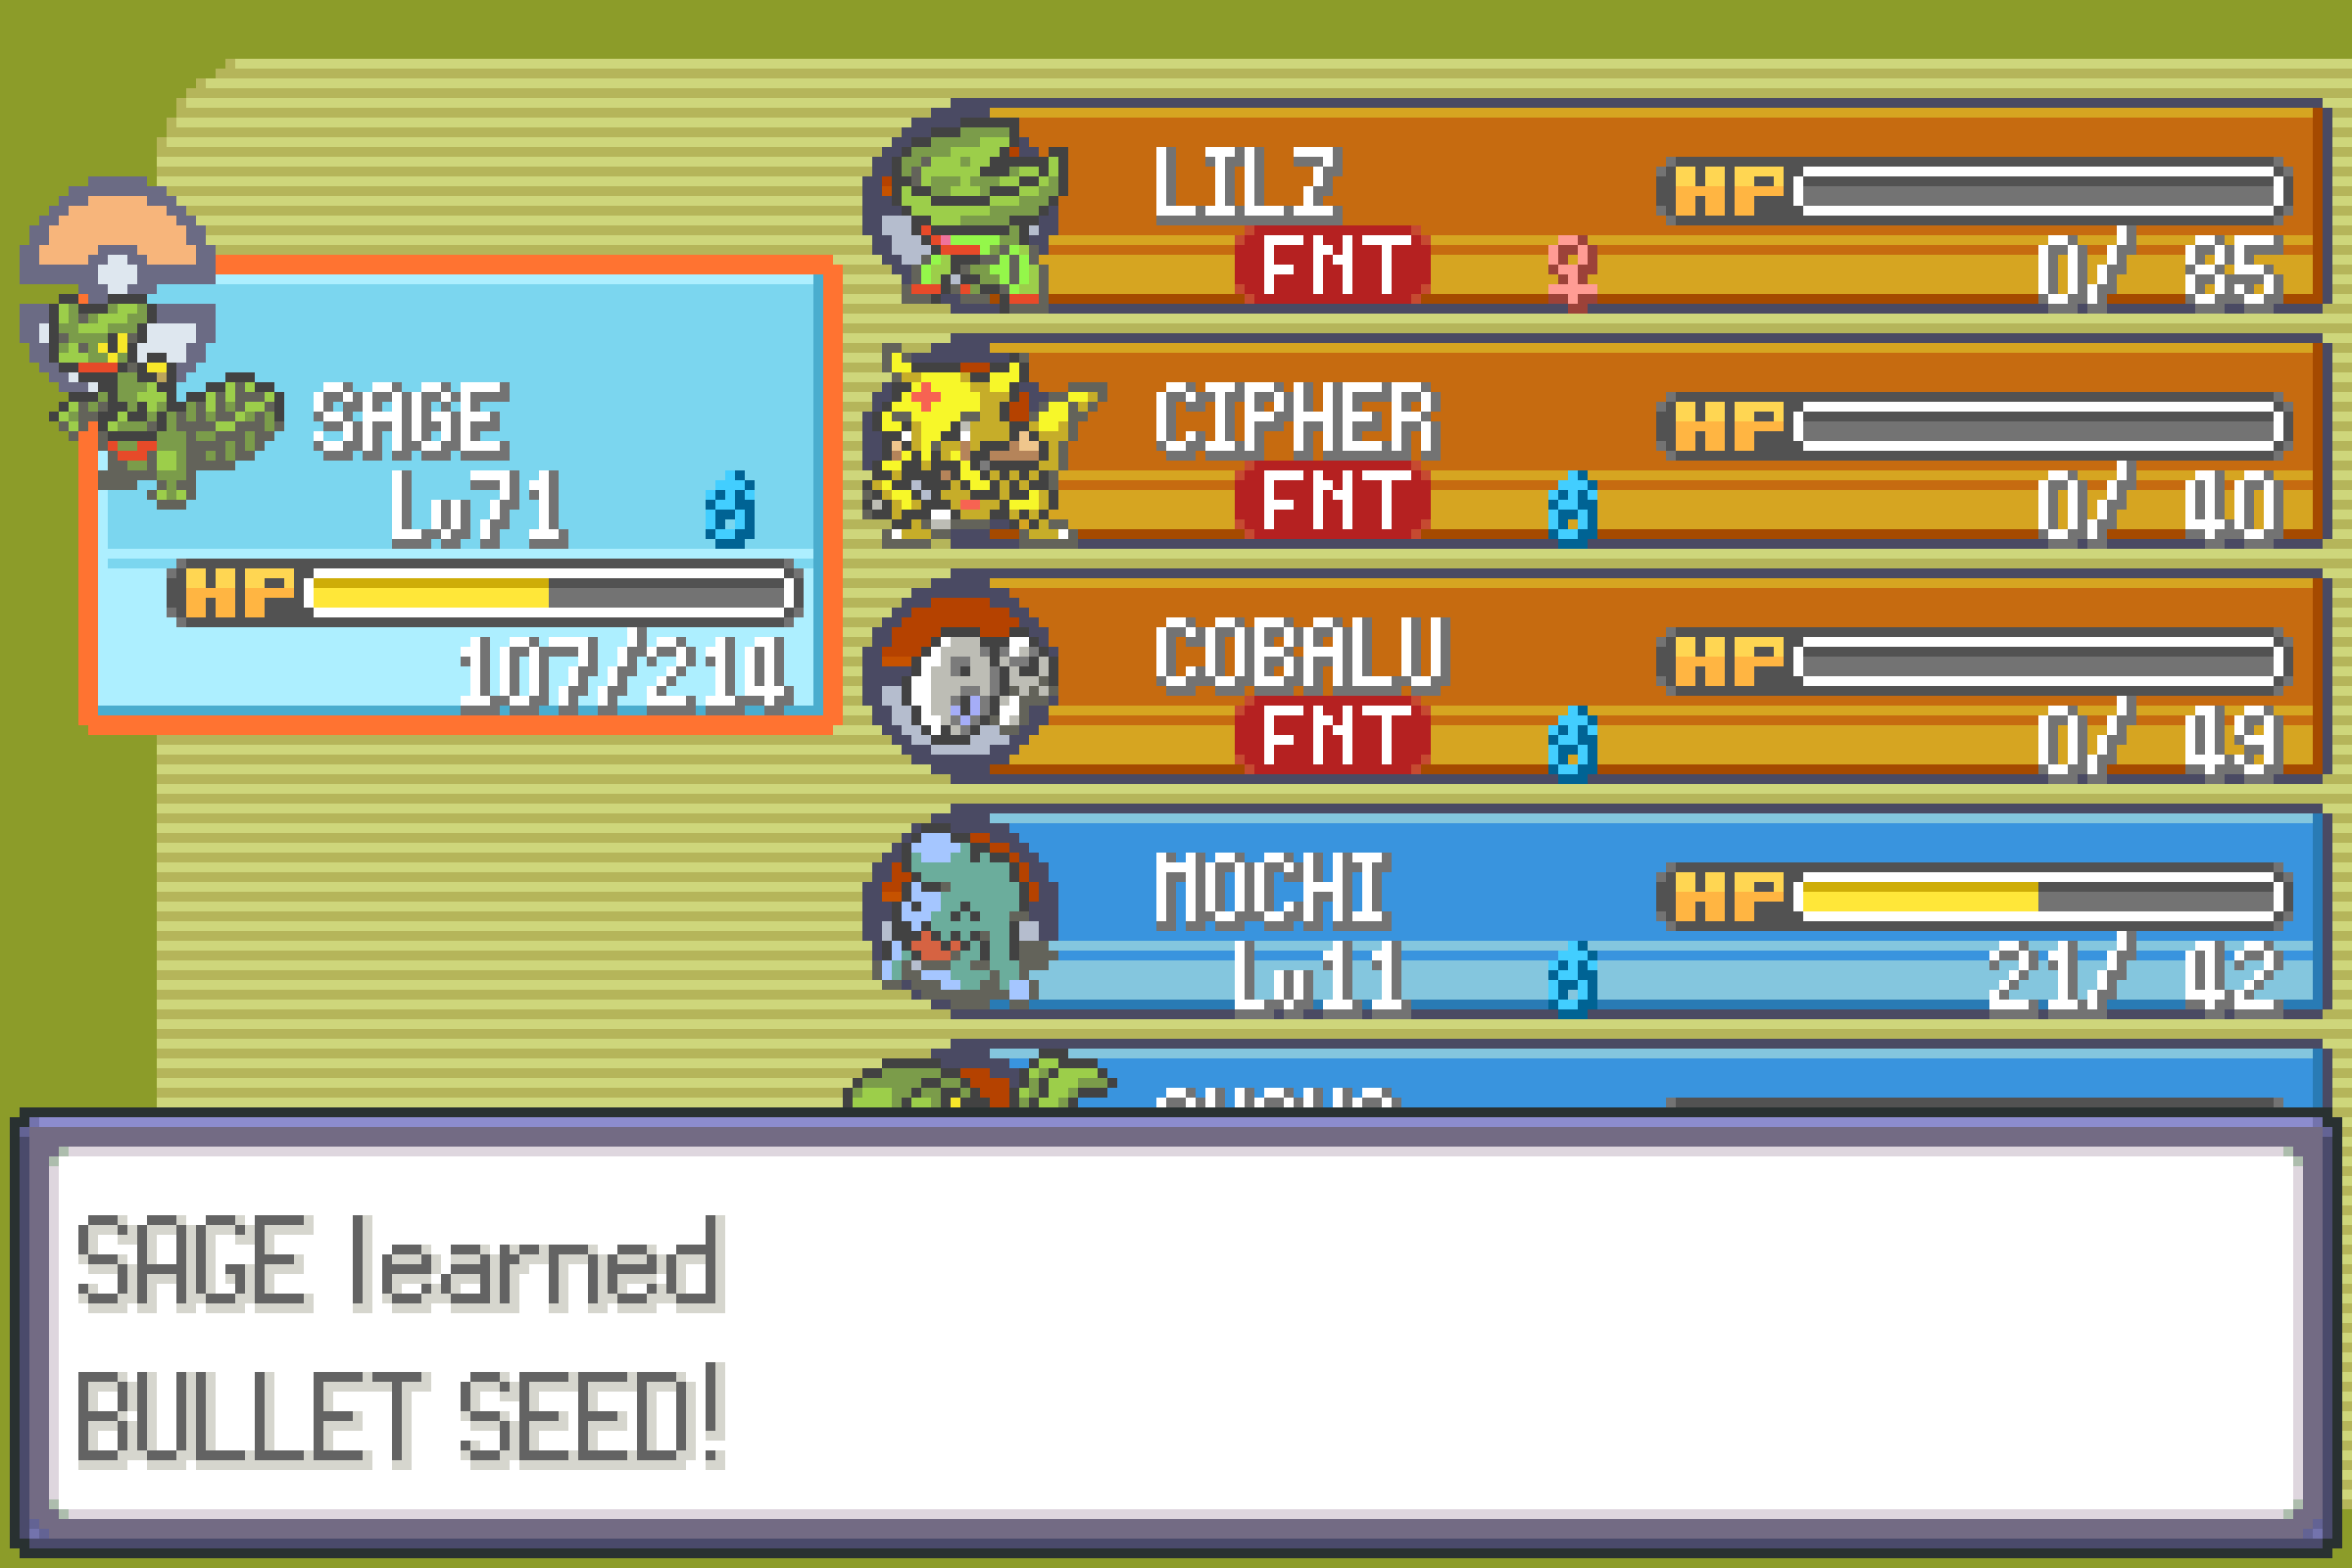 SAGE
Lv71 ♂
HP
107/214
LILZ
HP
FNT ♀ 0/ 85
CIPHER
HP
FNT ♂ 0/ 40
COBALU
HP
FNT ♂ 0/ 49
MOCHI
HP
Lv11 ♂ 21/ 42
SAGE learned
BULLET SEED!